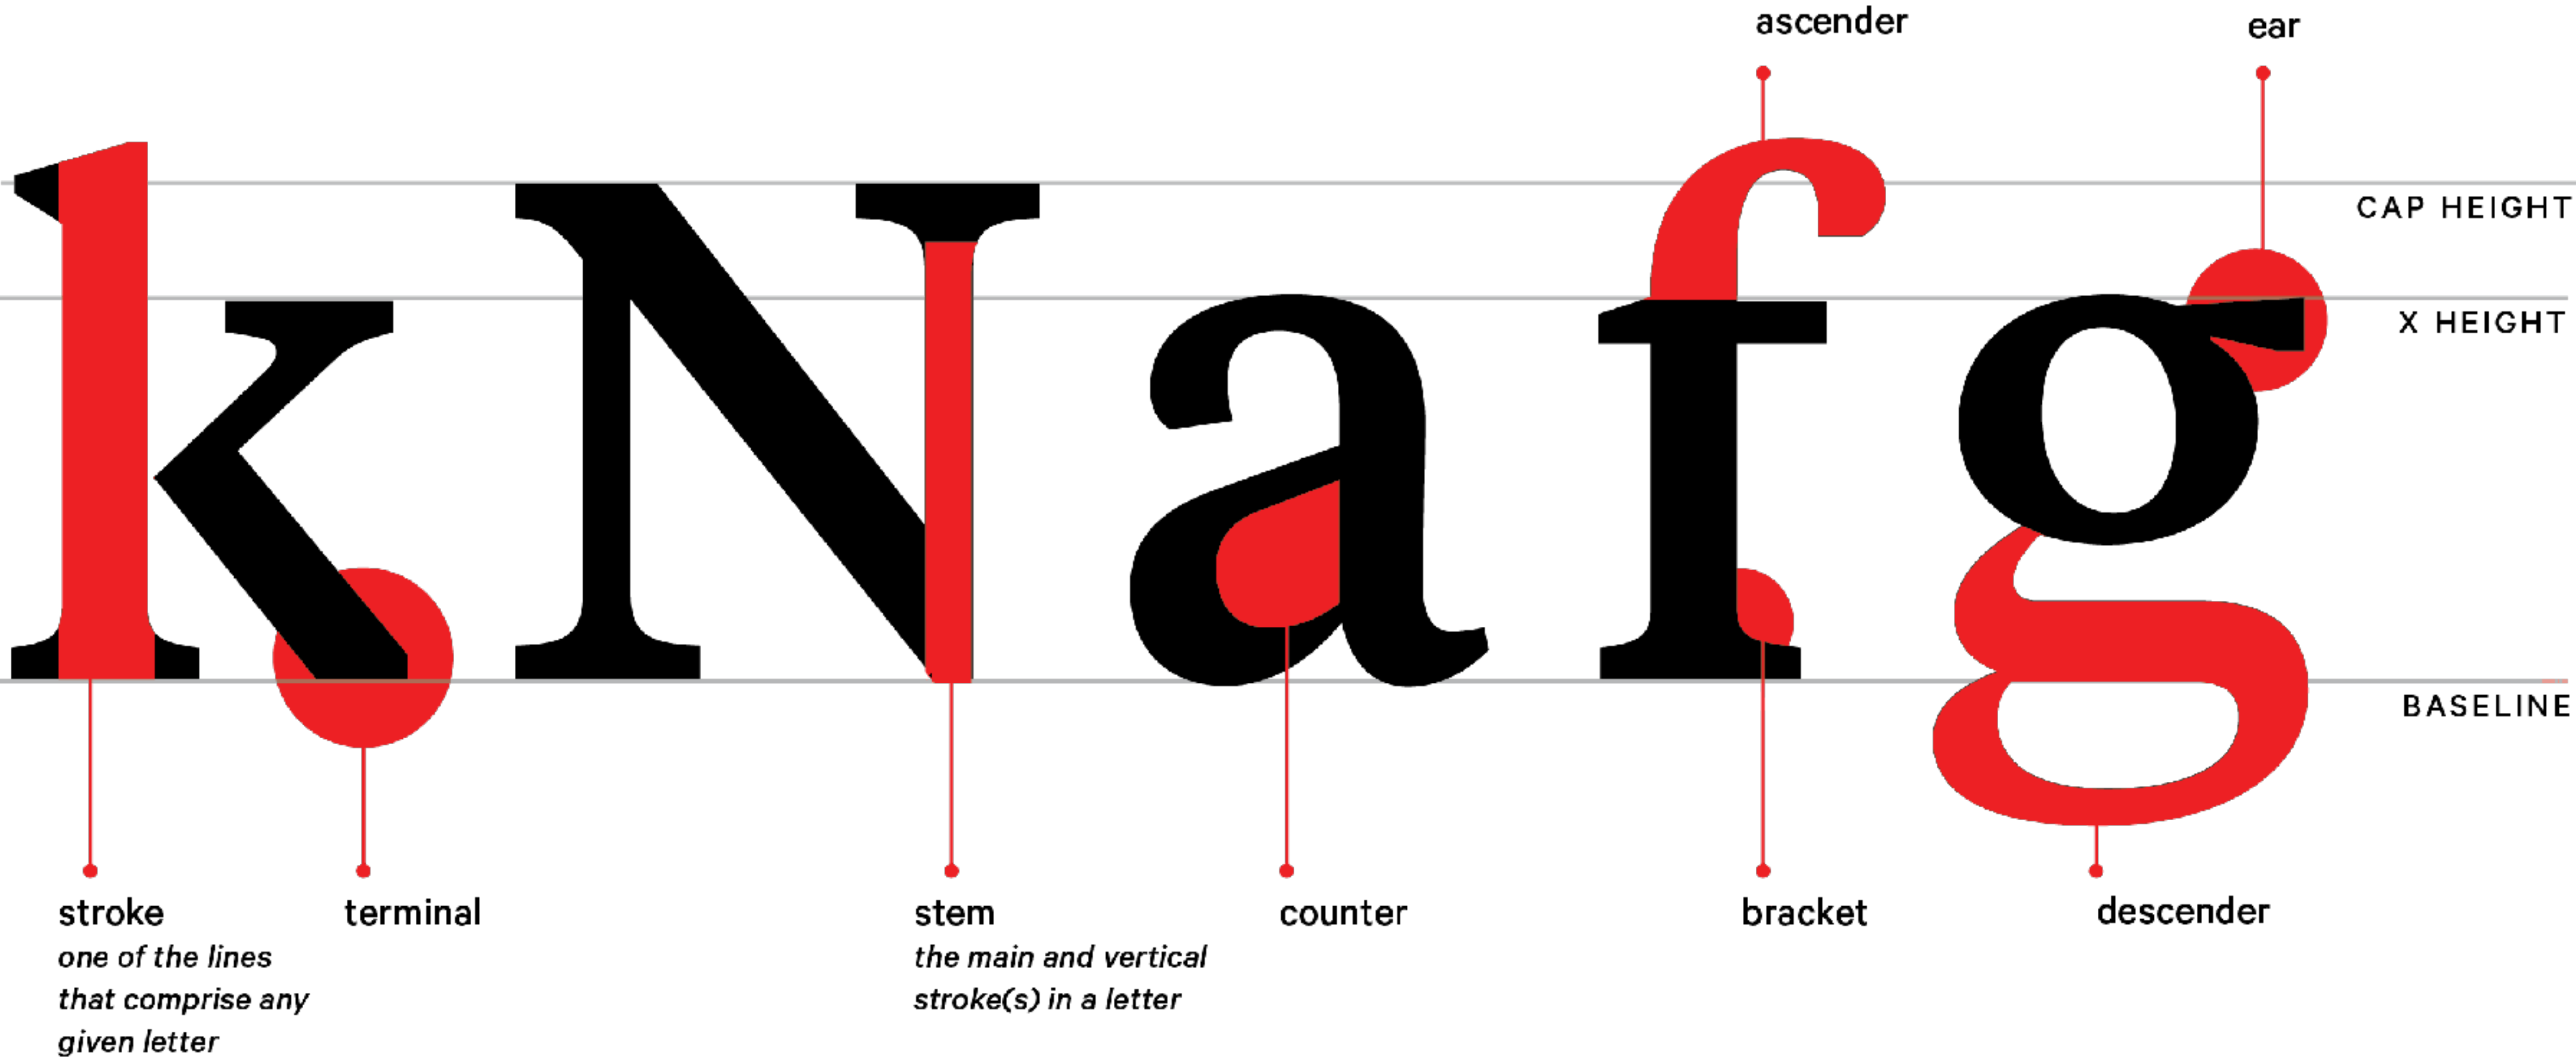 ascender
ear
kNafg
CAP HEIGHT
X HEIGHT
BASELINE
stroke
one of the lines
that comprise any
given letter
terminal
stem
the main and vertical
stroke(s) in a letter
counter
bracket
descender